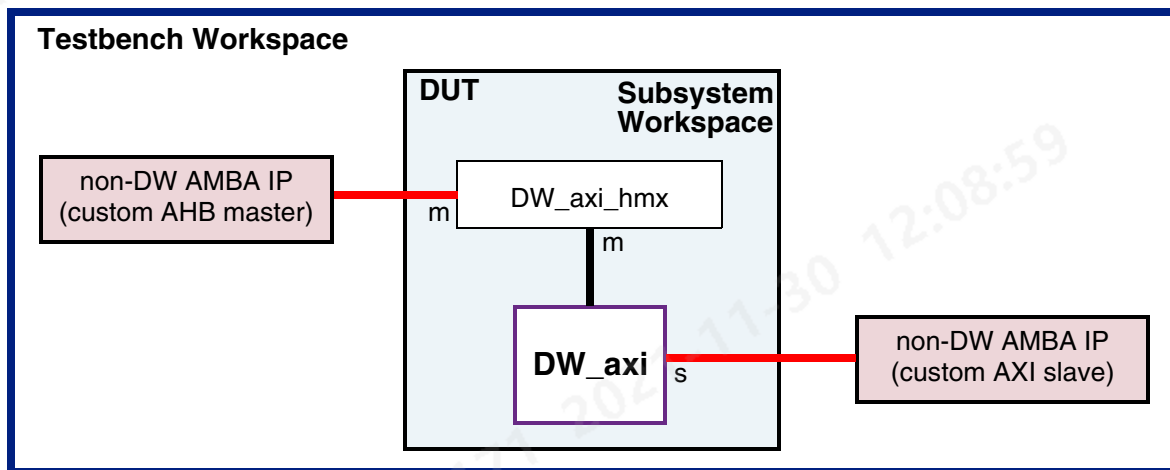 Testbench Workspace
DUT
Subsystem
Workspace
non-DW AMBA IP
(custom AHB master)
DW_axi_hmx
m
m
DW_axi
s
non-DW AMBA IP
(custom AXI slave)